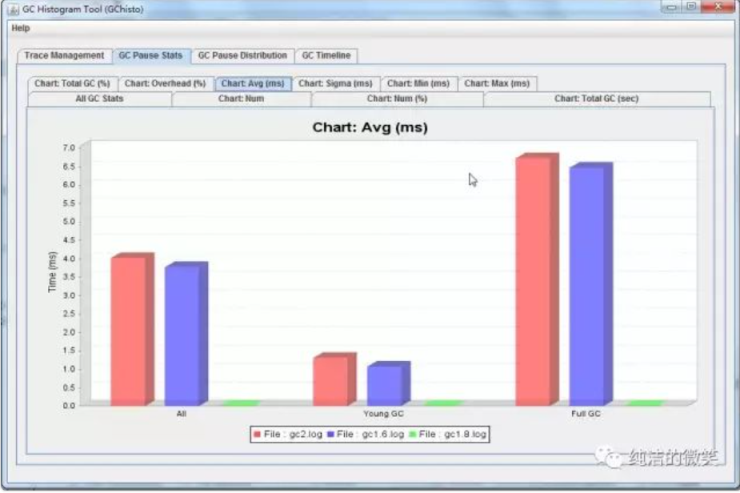 GC Histogram Tool (GChisto)
Help
Trace Management GC Pause Stats GC Pause Distribution GC Timeline
Chart: Total GC (%) Chart: Overhead (%) Chart: Avg (ms) Chart: Sigma (ms) Chart: Min (ms) Chart: Max (ms)
All GC Stats Chart: Num Chart: Num (%) Chart: Total GC (sec)
Chart: Avg (ms)
7.0
6.5
6.0
5.5
5.0
4.5
4.0
3.5
3.0
2.5
2.0
1.5
1.0
0.5
0.0
Time (ms)
All Young GC Full GC
File : gc2.log File : gc1.6.log File : gc1.8.log
纯洁的微笑